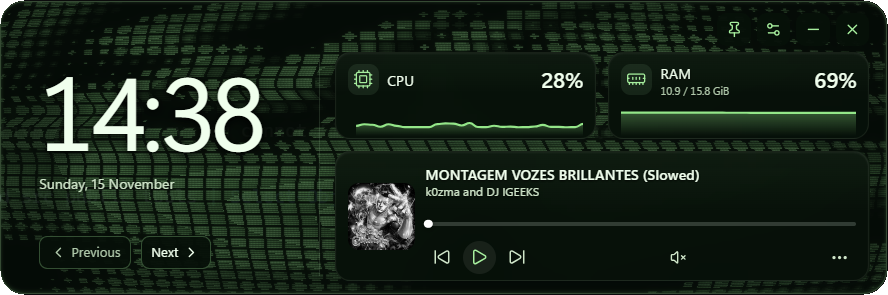 14:38
Sunday, 15 November
Previous
Next
CPU
28%
RAM
10.9 / 15.8 GiB
69%
MONTAGEM VOZES BRILLANTES (Slowed)
k0zma and DJ IGEEKS